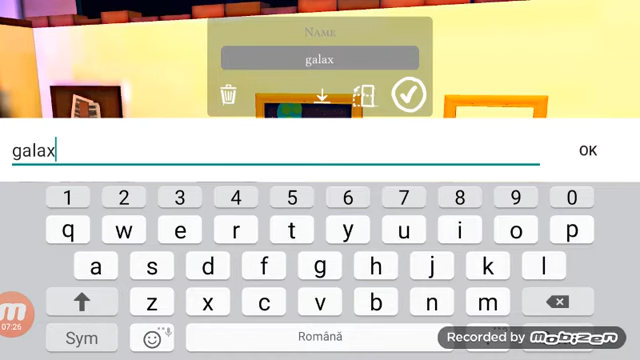 NAME
galax
galax
OK
1 2 3 4 5 6 7 8 9 0
q w e r t y u i o p
a s d f g h j k l
z x c v b n m
Sym
Română
07:26
Recorded by mobizen